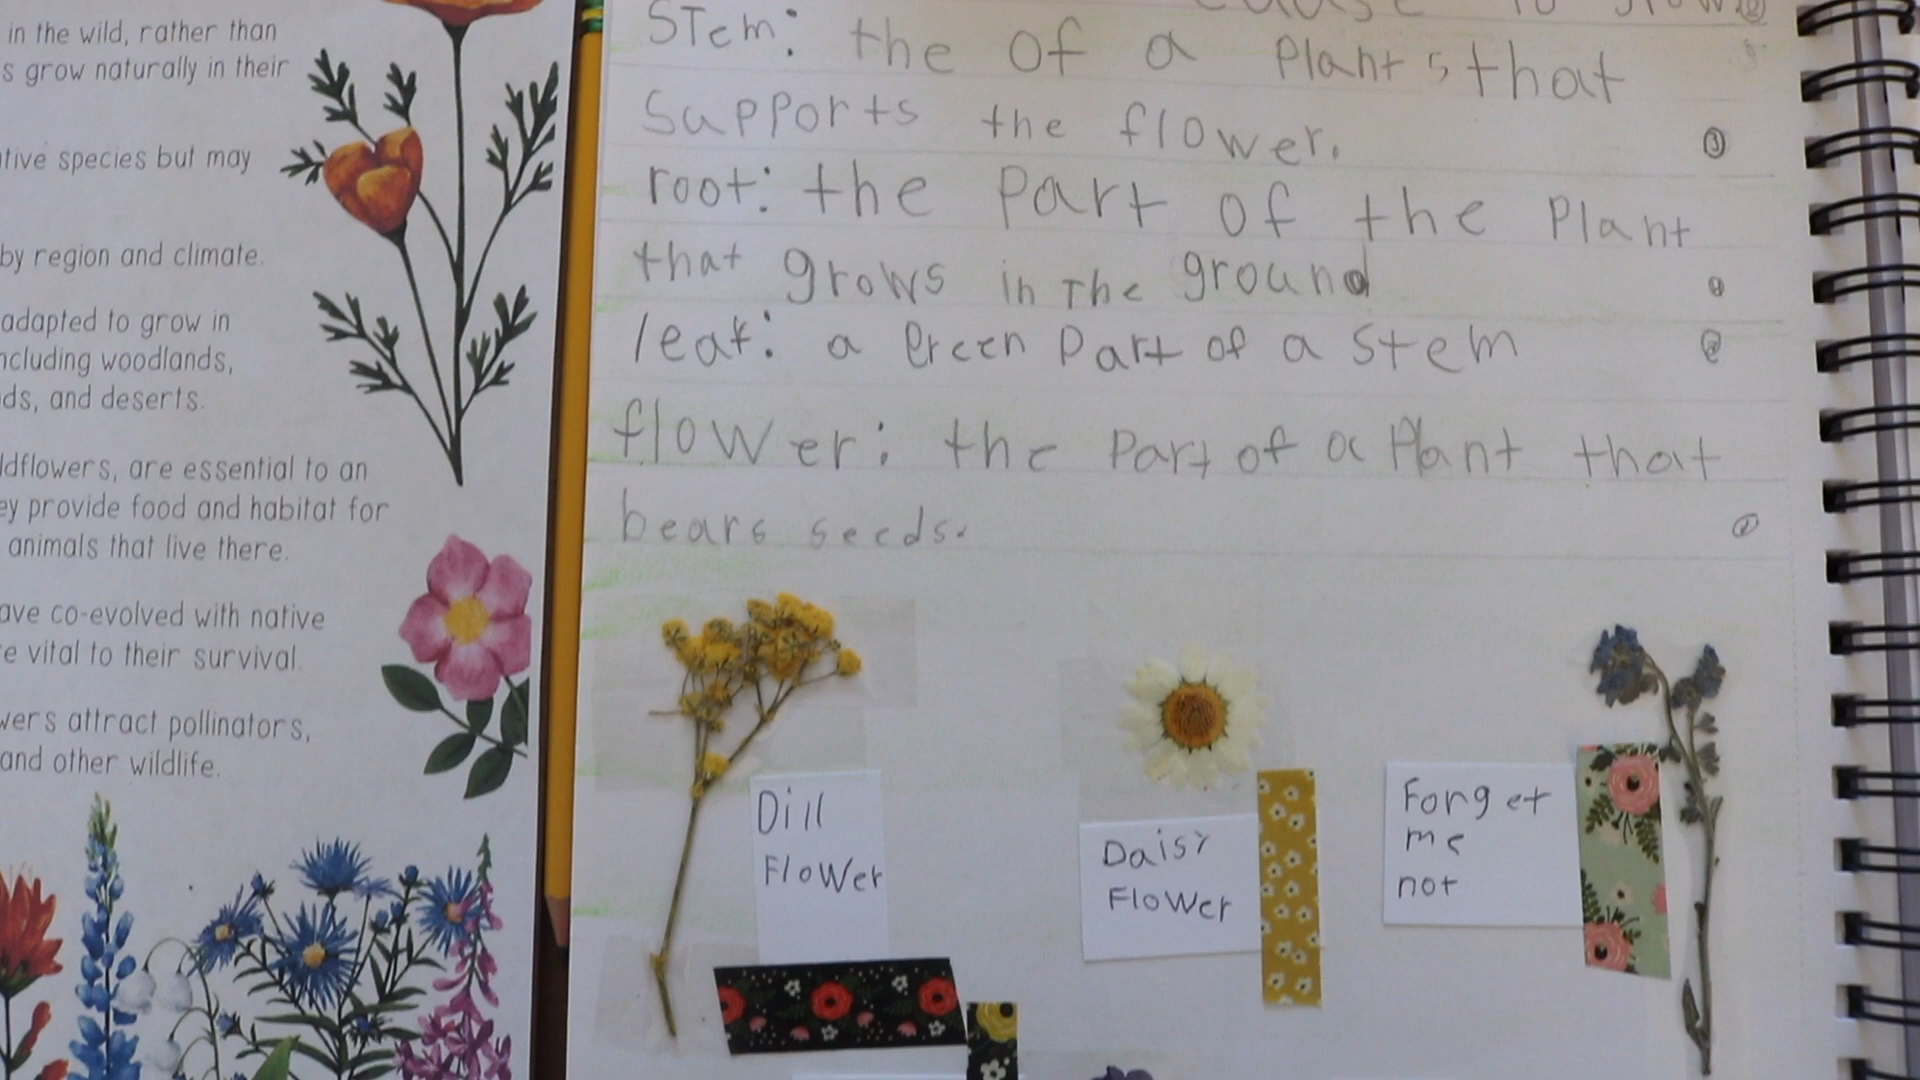 in the wild, rather than
s grow naturally in their
tive species but may
by region and climate.
adapted to grow in
ncluding woodlands,
ds, and deserts.
ldflowers, are essential to an
ey provide food and habitat for
animals that live there.
ave co-evolved with native
e vital to their survival.
wers attract pollinators,
and other wildlife.
to grow
STem: the of a Plants that
Supports the flower.
3
root: the Part of the Plant
that grows in The ground
leaf: a green Part of a stem
flower: the Part of a Plant that
bears seeds.
Dill
Flower
Daisy
Flower
Forget
me
not